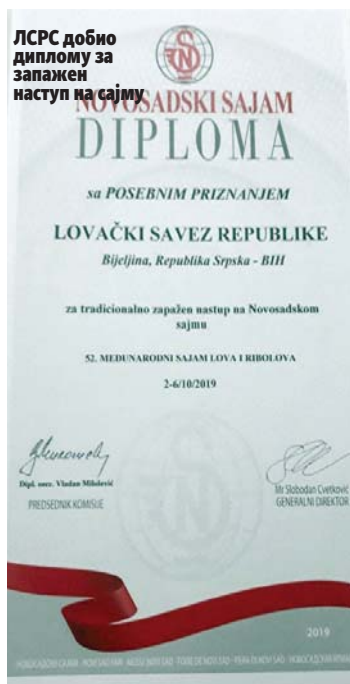 ЛСРС добио
диплому за
запажен
наступ на сајму
NOVOSADSKI SAJAM
DIPLOMA
sa POSEBNIM PRIZNANJEM
LOVAČKI SAVEZ REPUBLIKE
Bijeljina, Republika Srpska - BIH
za tradicionalno zapažen nastup na Novosadskom
sajmu
52. MEĐUNARODNI SAJAM LOVA I RIBOLOVA
2-6/10/2019
Dipl. Vladan
PREDSEDNIK KOMISIJE
Mr Slobodan Cvetković
GENERALNI DIREKTOR
2019